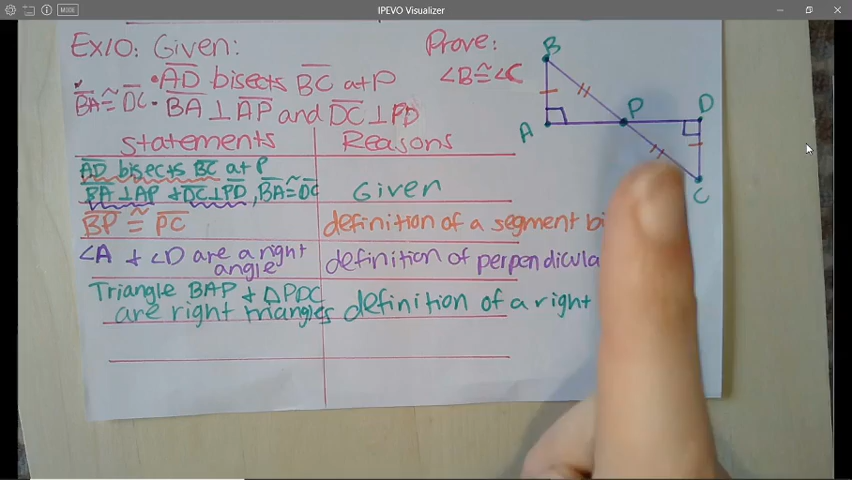 IPEVO Visualizer
MODE
Ex10: Given: Prove:
• AD bisects BC at P ∠B ≅ ∠C
BA ≅ DC • BA ⊥ AP and DC ⊥ PD
Statements Reasons
AD bisects BC at P
BA ⊥ AP + DC ⊥ PD, BA ≅ DC Given
BP ≅ PC definition of a segment
∠A + ∠D are a right
angle definition of
Triangle BAP + △PDC
are right triangles definition of a right
B
A
P
D
C